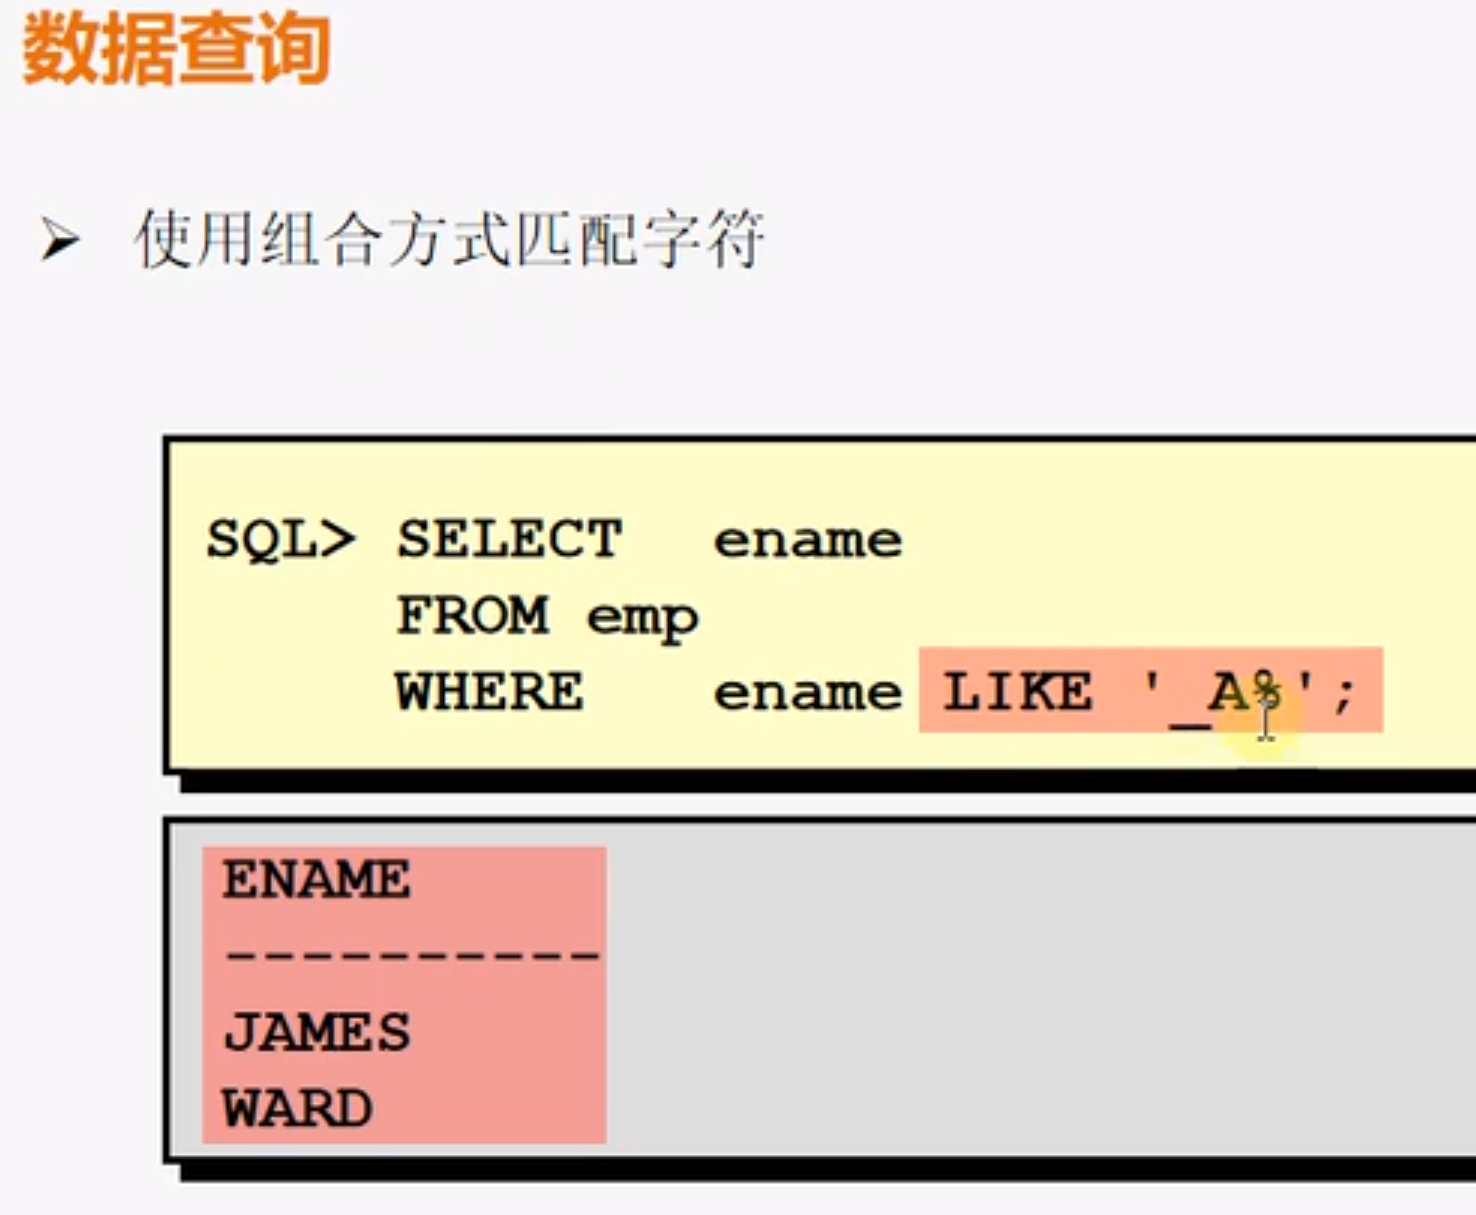 数据查询
➢ 使用组合方式匹配字符
SQL> SELECT ename
FROM emp
WHERE ename LIKE '_A%';
ENAME
----------
JAMES
WARD